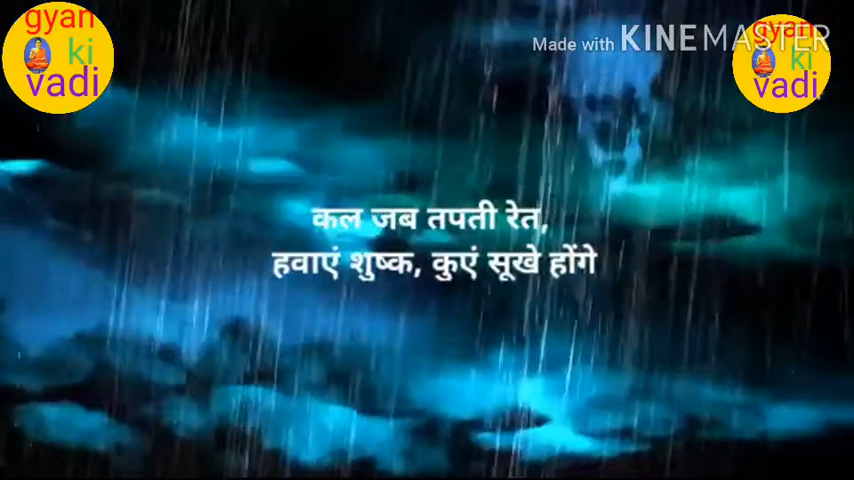 gyan
ki
vadi
Made with KINEMASTER
gyan
ki
vadi
कल जब तपती रेत,
हवाएं शुष्क, कुएं सूखे होंगे